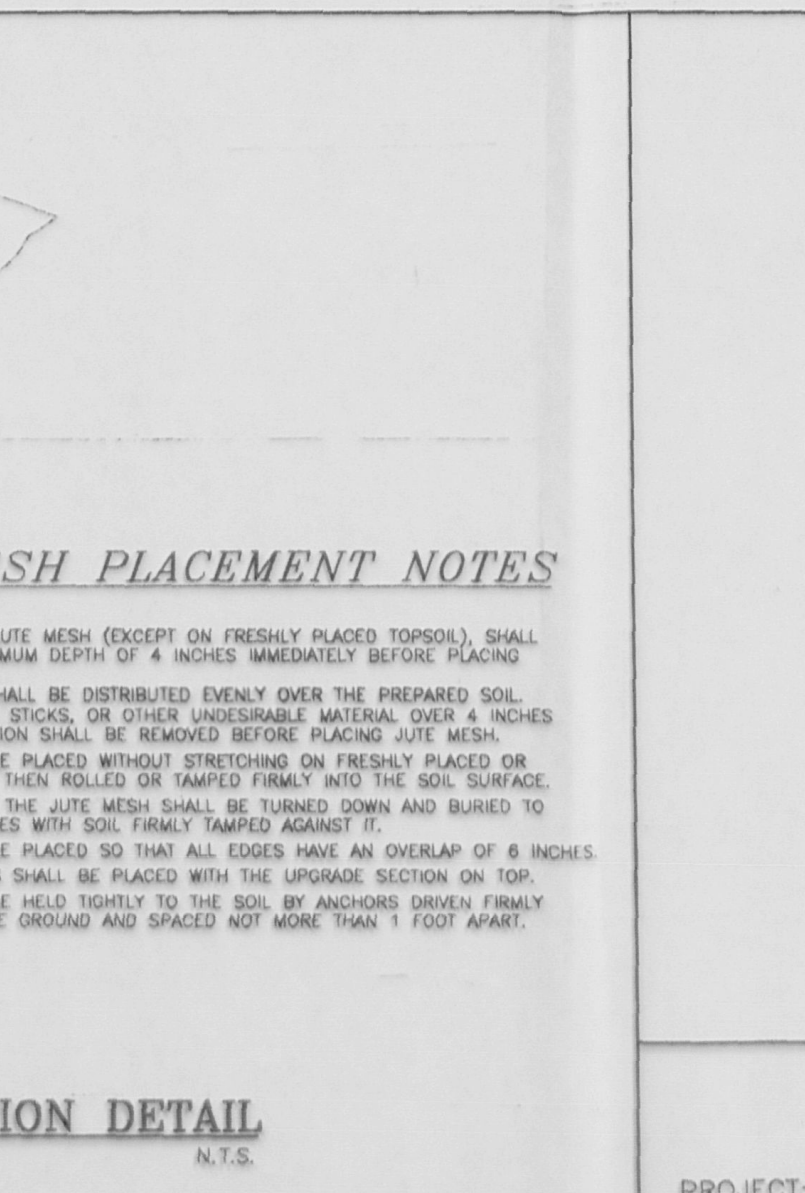 SH PLACEMENT NOTES
UTE MESH (EXCEPT ON FRESHLY PLACED TOPSOIL), SHALL
MUM DEPTH OF 4 INCHES IMMEDIATELY BEFORE PLACING
HALL BE DISTRIBUTED EVENLY OVER THE PREPARED SOIL.
STICKS, OR OTHER UNDESIRABLE MATERIAL OVER 4 INCHES
ION SHALL BE REMOVED BEFORE PLACING JUTE MESH.
E PLACED WITHOUT STRETCHING ON FRESHLY PLACED OR
THEN ROLLED OR TAMPED FIRMLY INTO THE SOIL SURFACE.
THE JUTE MESH SHALL BE TURNED DOWN AND BURIED TO
ES WITH SOIL FIRMLY TAMPED AGAINST IT.
E PLACED SO THAT ALL EDGES HAVE AN OVERLAP OF 6 INCHES.
S SHALL BE PLACED WITH THE UPGRADE SECTION ON TOP.
E HELD TIGHTLY TO THE SOIL BY ANCHORS DRIVEN FIRMLY
E GROUND AND SPACED NOT MORE THAN 1 FOOT APART.
ION DETAIL
N.T.S.
PROJECT: